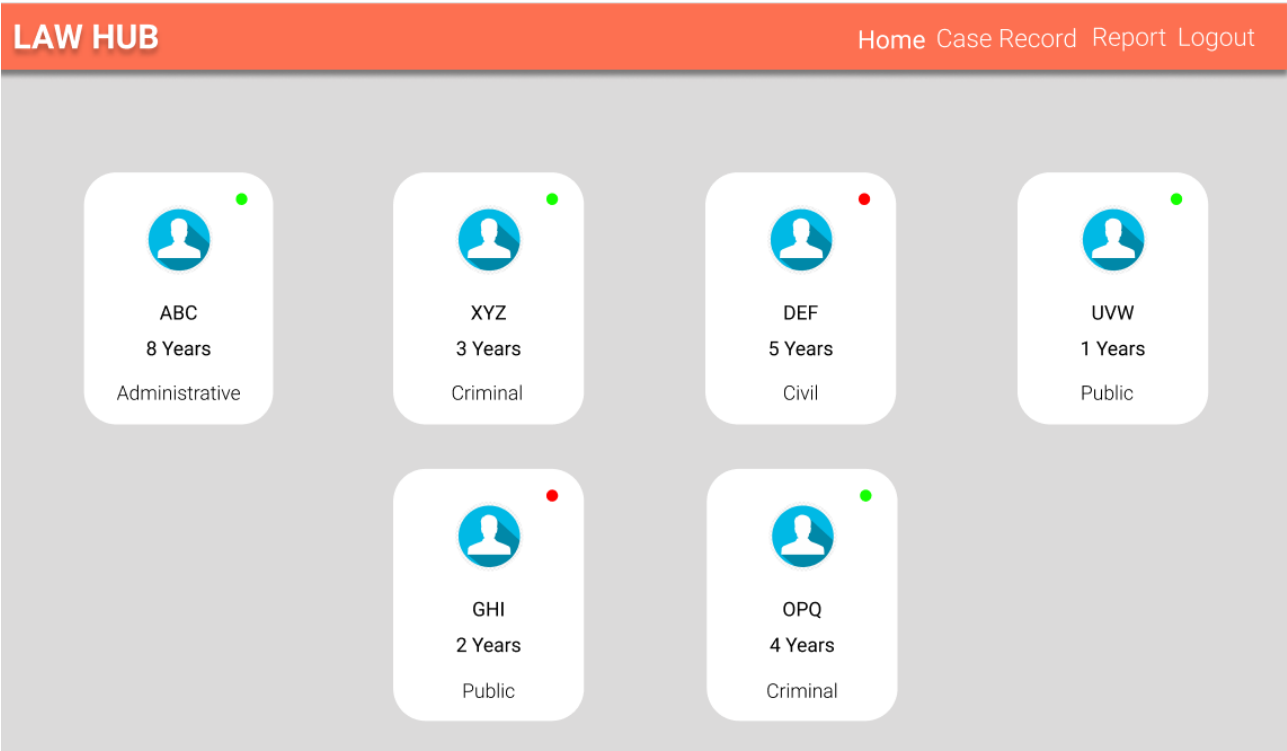 LAW HUB
Home Case Record Report Logout
ABC
8 Years
Administrative
XYZ
3 Years
Criminal
DEF
5 Years
Civil
UVW
1 Years
Public
GHI
2 Years
Public
OPQ
4 Years
Criminal